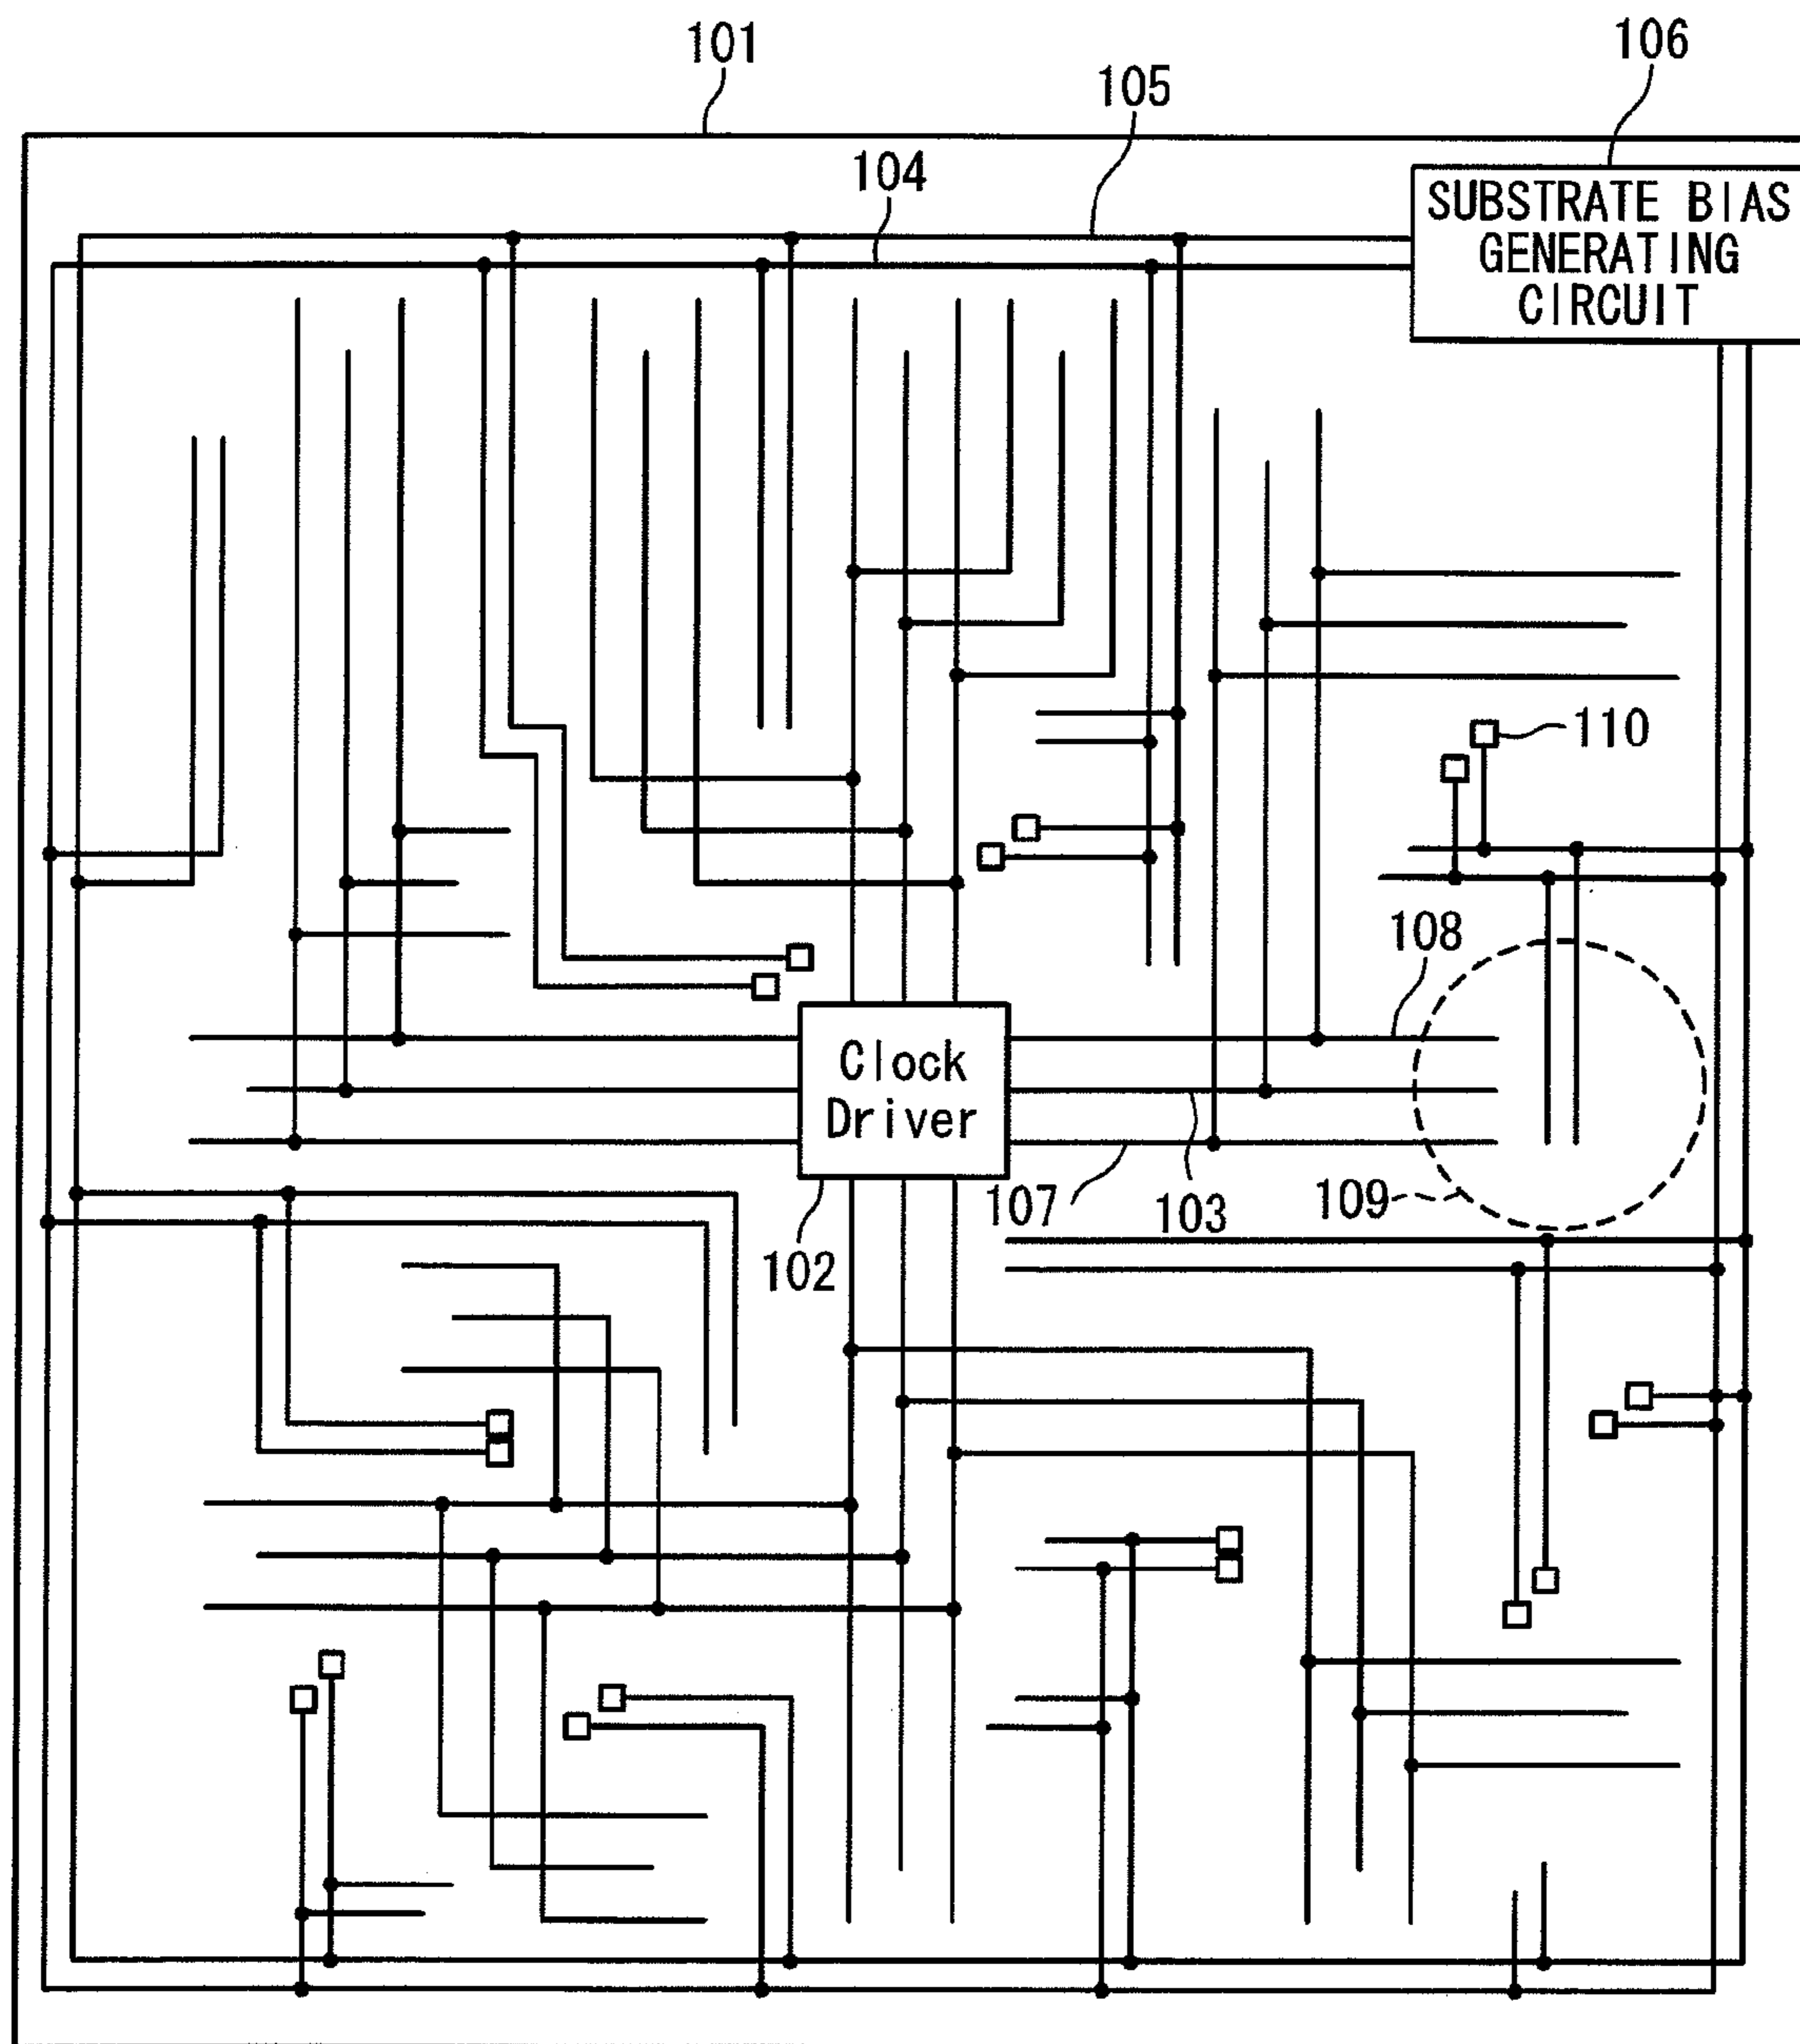 101
106
105
104
SUBSTRATE BIAS
GENERATING
CIRCUIT
110
108
Clock
Driver
107
103
109
102